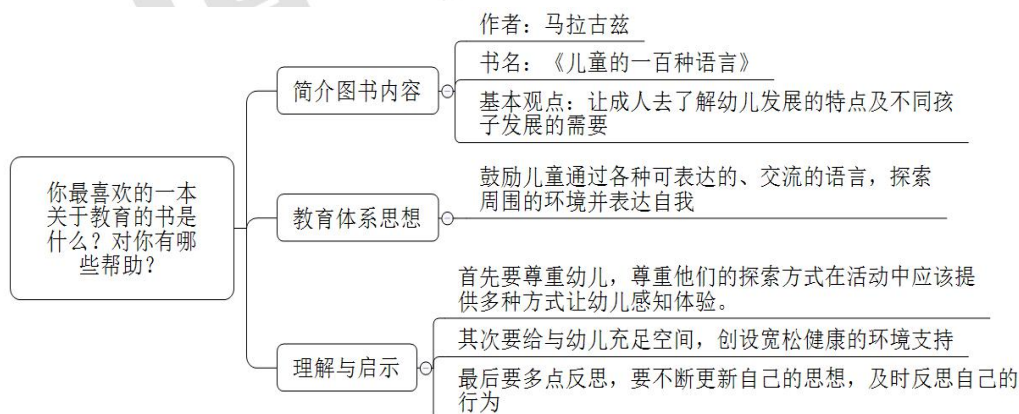 你最喜欢的一本
关于教育的书是
什么？对你有哪
些帮助？
简介图书内容
作者：马拉古兹
书名：《儿童的一百种语言》
基本观点：让成人去了解幼儿发展的特点及不同孩
子发展的需要
教育体系思想
鼓励儿童通过各种可表达的、交流的语言，探索
周围的环境并表达自我
理解与启示
首先要尊重幼儿，尊重他们的探索方式在活动中应该提
供多种方式让幼儿感知体验。
其次要给与幼儿充足空间，创设宽松健康的环境支持
最后要多点反思，要不断更新自己的思想，及时反思自己的
行为